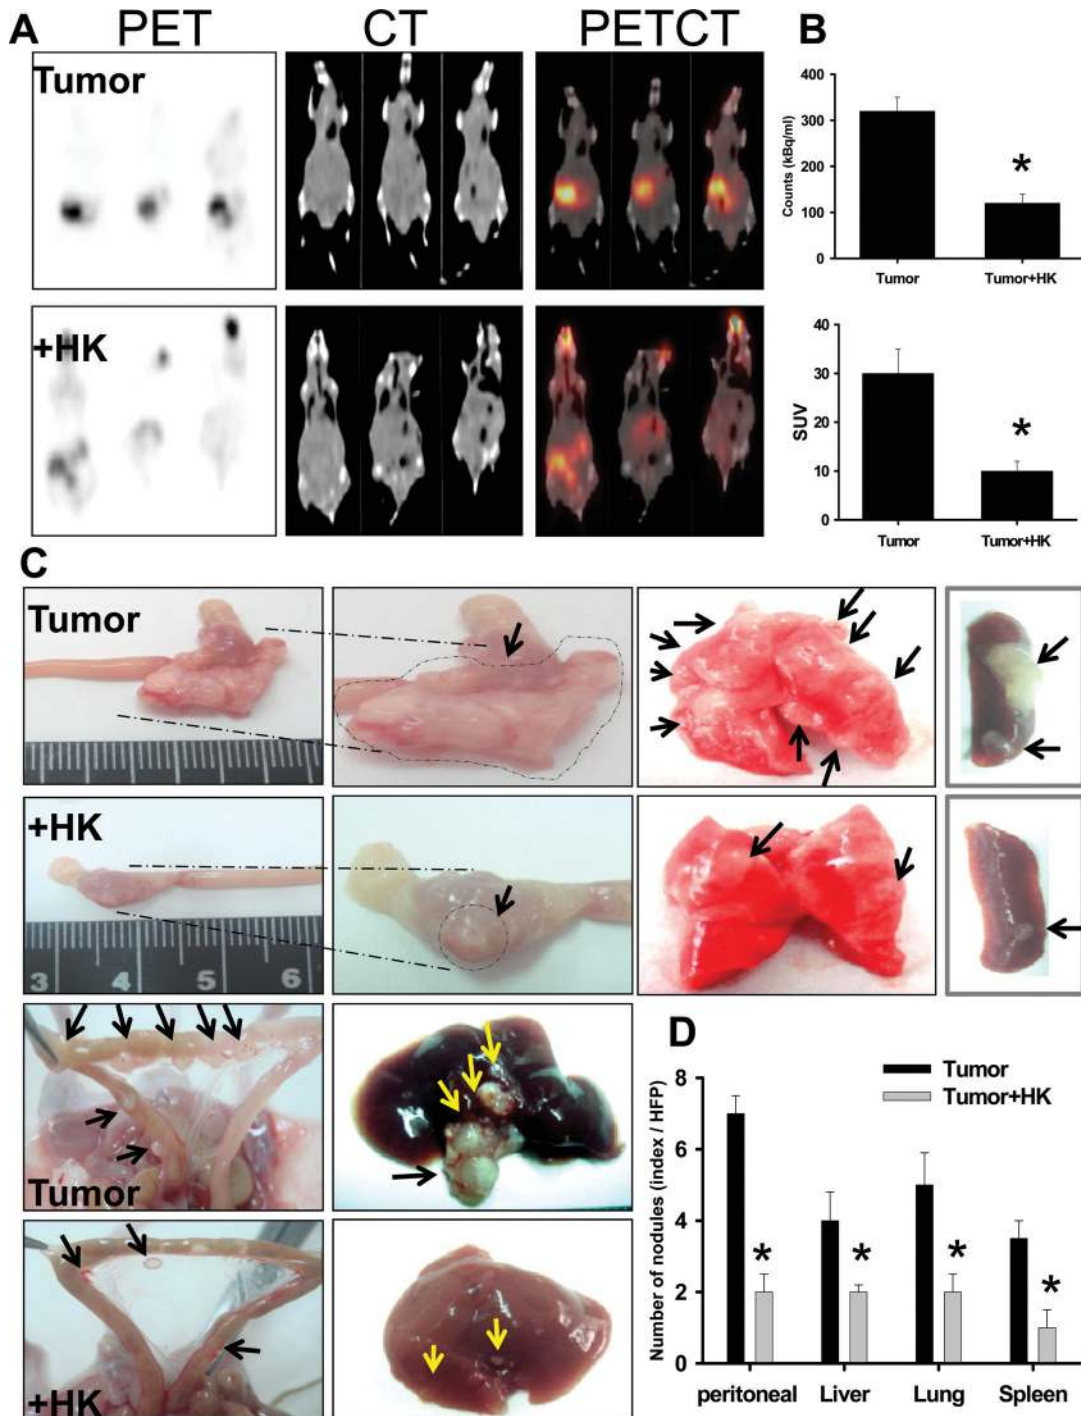 A
PET
CT
PETCT
B
Tumor
+HK
Counts (kBq/ml)
400
300
200
100
0
Tumor
Tumor+HK
*
SUV
40
30
20
10
0
Tumor
Tumor+HK
*
C
Tumor
+HK
3 4 5 6
Tumor
+HK
D
Tumor
Tumor+HK
Number of nodules (index / HFP)
8
6
4
2
0
* * * *
peritoneal Liver Lung Spleen